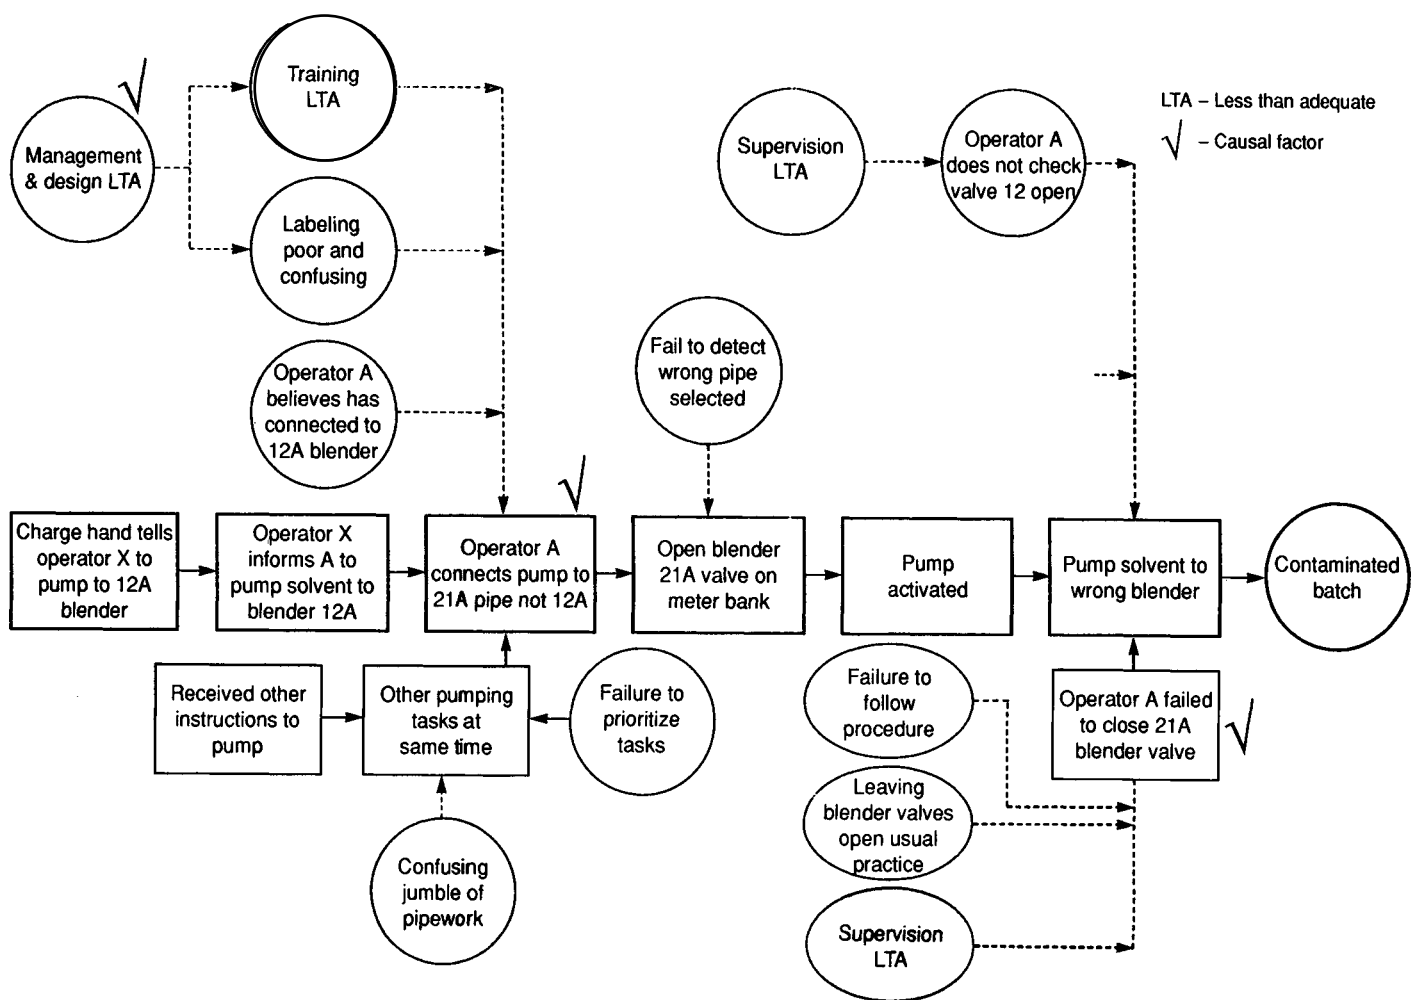 Training
LTA
Management
& design LTA
Labeling
poor and
confusing
Operator A
believes has
connected to
12A blender
Supervision
LTA
Operator A
does not check
valve 12 open
LTA – Less than adequate
√ – Causal factor
Fail to detect
wrong pipe
selected
Charge hand tells
operator X to
pump to 12A
blender
Operator X
informs A to
pump solvent to
blender 12A
Operator A
connects pump to
21A pipe not 12A
Open blender
21A valve on
meter bank
Pump
activated
Pump solvent to
wrong blender
Contaminated
batch
Received other
instructions to
pump
Other pumping
tasks at
same time
Failure to
prioritize
tasks
Failure to
follow
procedure
Operator A failed
to close 21A
blender valve
Leaving
blender valves
open usual
practice
Confusing
jumble of
pipework
Supervision
LTA